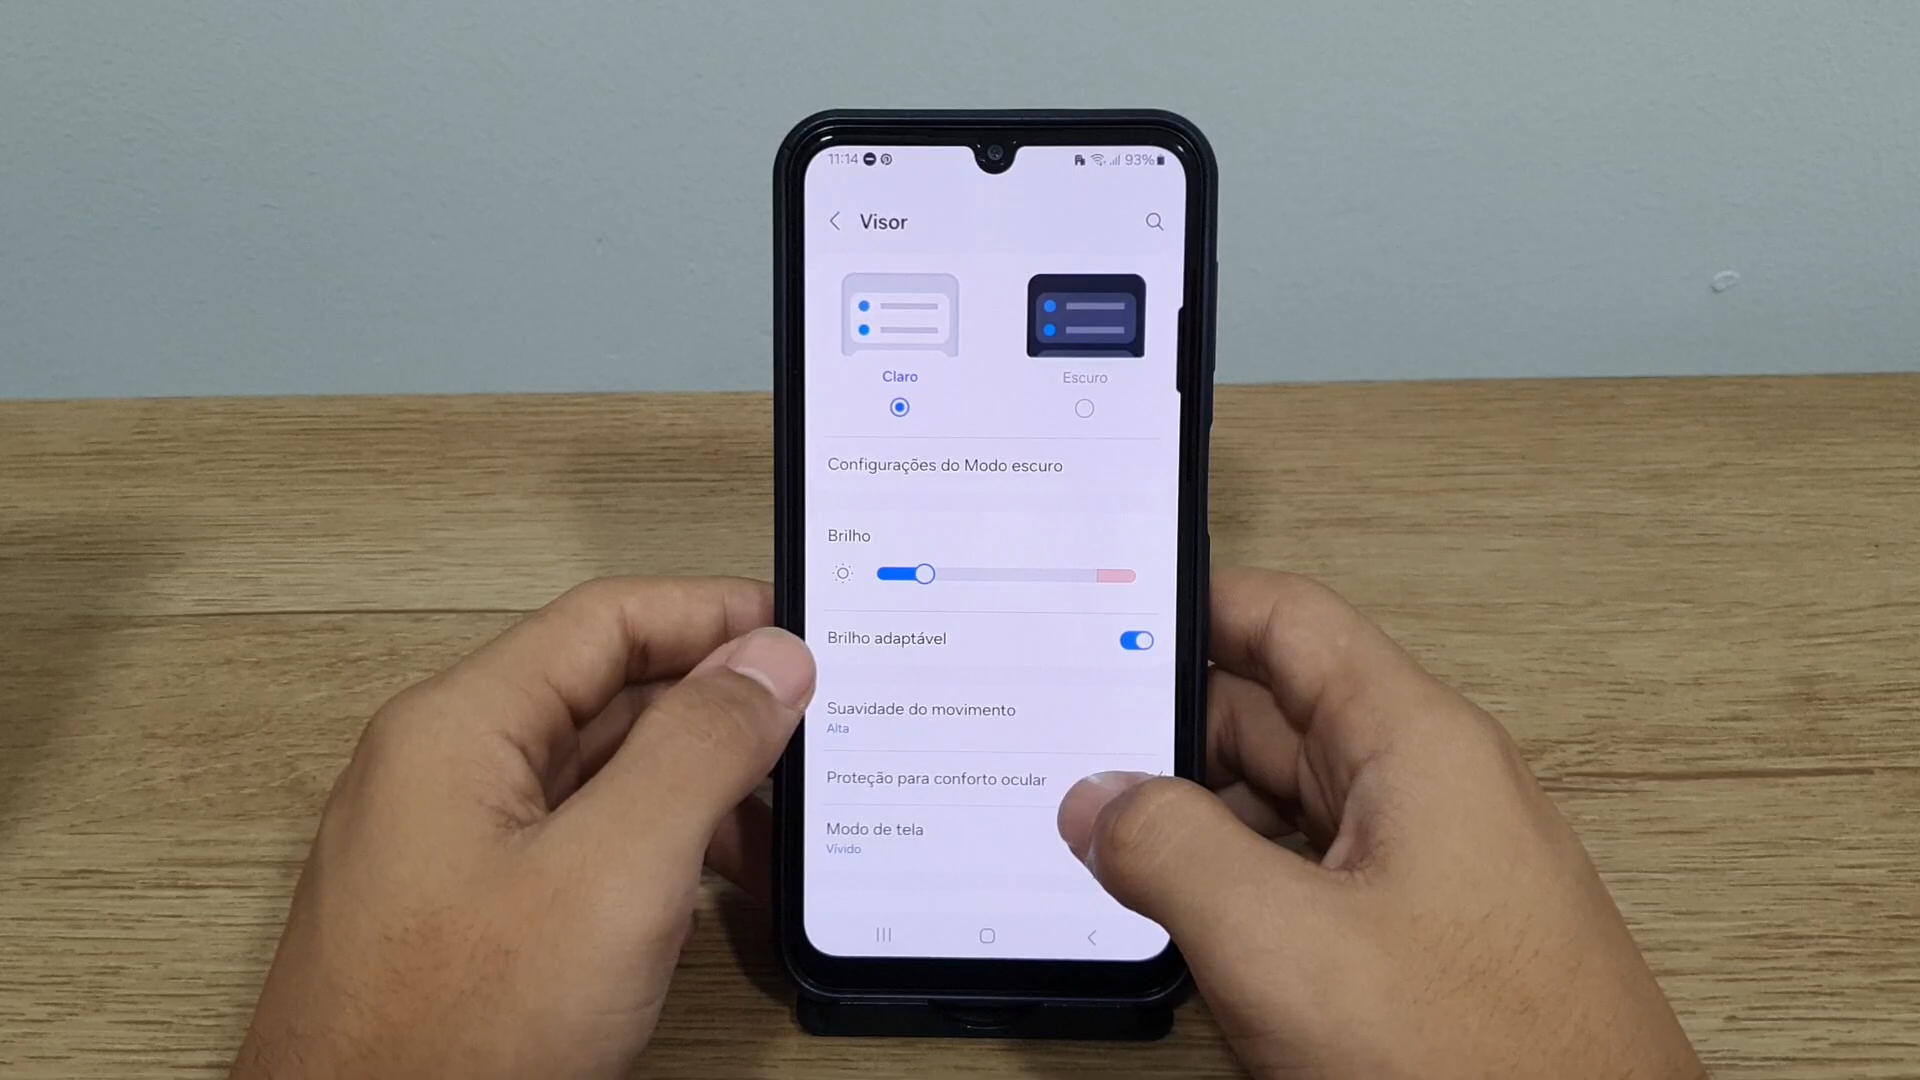 11:14 93%
Visor
Claro Escuro
Configurações do Modo escuro
Brilho
Brilho adaptável
Suavidade do movimento
Alta
Proteção para conforto ocular
Modo de tela
Vívido